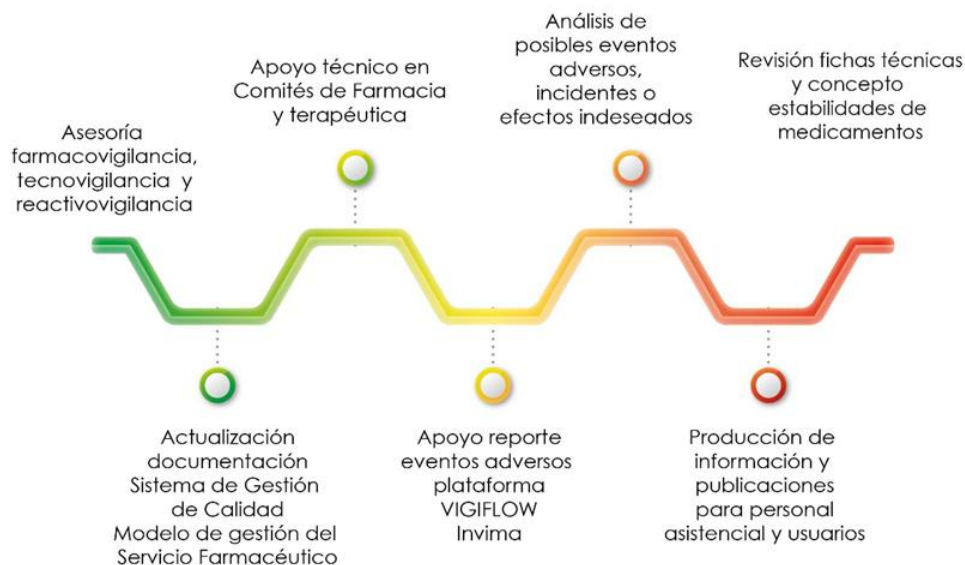 Asesoría
farmacovigilancia,
tecnovigilancia y
reactivovigilancia
Actualización
documentación
Sistema de Gestión
de Calidad
Modelo de gestión del
Servicio Farmacéutico
Apoyo técnico en
Comités de Farmacia
y terapéutica
Apoyo reporte
eventos adversos
plataforma
VIGIFLOW
Invima
Análisis de
posibles eventos
adversos,
incidentes o
efectos indeseados
Producción de
información y
publicaciones
para personal
asistencial y usuarios
Revisión fichas técnicas
y concepto
estabilidades de
medicamentos